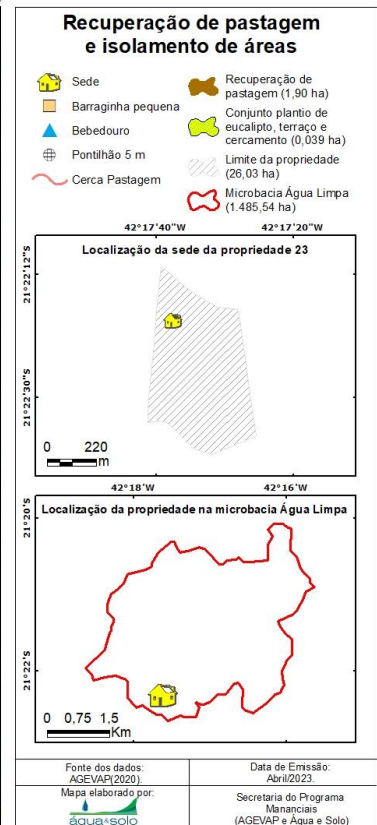 Recuperação de pastagem
e isolamento de áreas
Sede
Barraginha pequena
Bebedouro
Pontilhão 5 m
Cerca Pastagem
Recuperação de
pastagem (1,90 ha)
Conjunto plantio de
eucalipto, terraço e
cercamento (0,039 ha)
Limite da propriedade
(26,03 ha)
Microbacia Água Limpa
(1.485,54 ha)
42°17'40"W 42°17'20"W
Localização da sede da propriedade 23
21°22'12"S
21°22'30"S
0 220
m
42°18'W 42°16'W
Localização da propriedade na microbacia Água Limpa
21°20'S
21°22'S
0 0,75 1,5
Km
Fonte dos dados:
AGEVAP(2020).
Data de Emissão:
Abril/2023.
Mapa elaborado por:
água&solo
Secretaria do Programa
Mananciais
(AGEVAP e Água e Solo)